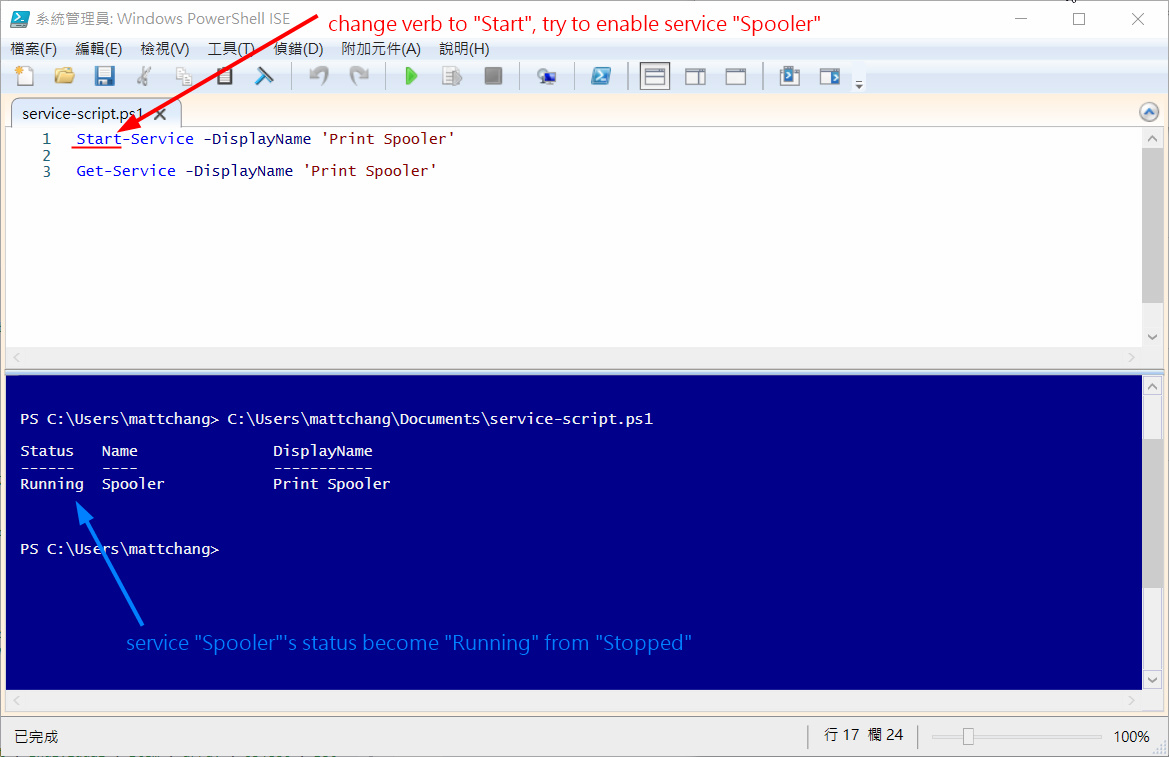 系統管理員: Windows PowerShell ISE
change verb to "Start", try to enable service "Spooler"
檔案(F) 編輯(E) 檢視(V) 工具(T) 偵錯(D) 附加元件(A) 說明(H)
service-script.ps1
1 Start-Service -DisplayName 'Print Spooler'
2
3 Get-Service -DisplayName 'Print Spooler'
PS C:\Users\mattchang> C:\Users\mattchang\Documents\service-script.ps1
Status Name DisplayName
------ ---- -----------
Running Spooler Print Spooler
PS C:\Users\mattchang>
service "Spooler"'s status become "Running" from "Stopped"
已完成 行 17 欄 24 100%